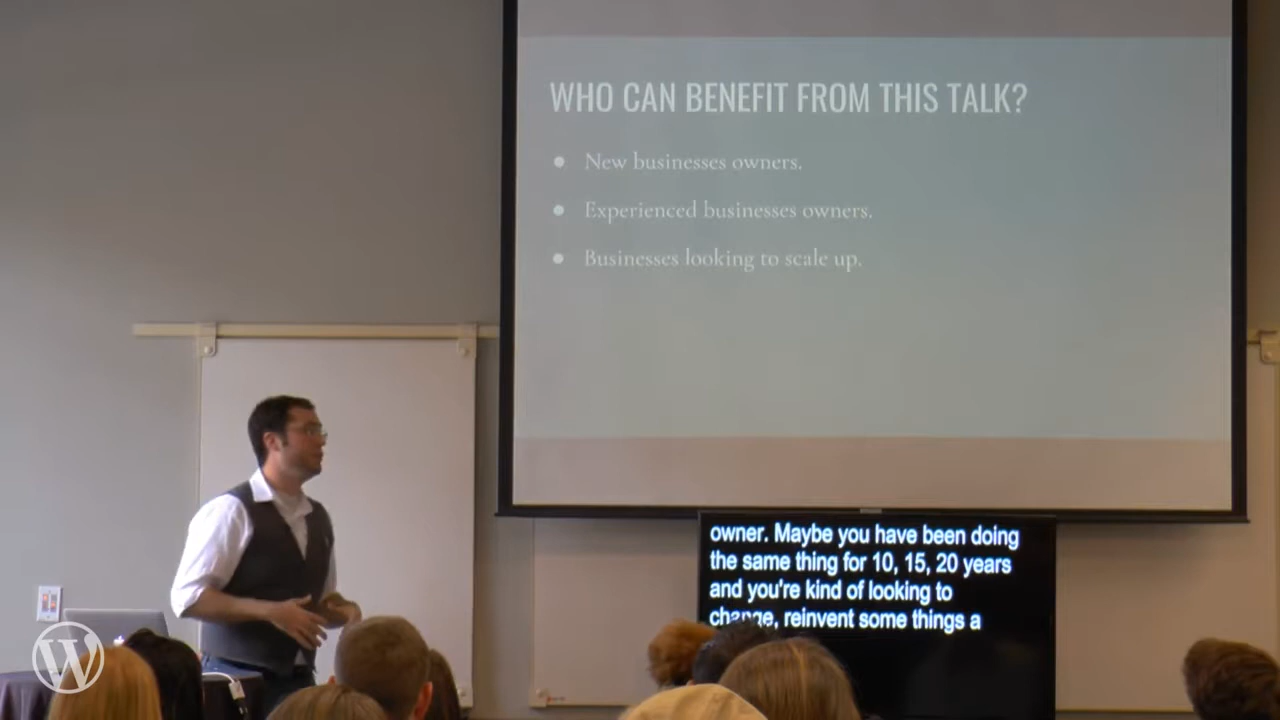 WHO CAN BENEFIT FROM THIS TALK?
● New businesses owners.
● Experienced businesses owners.
● Businesses looking to scale up.
owner. Maybe you have been doing
the same thing for 10, 15, 20 years
and you're kind of looking to
change, reinvent some things a
W